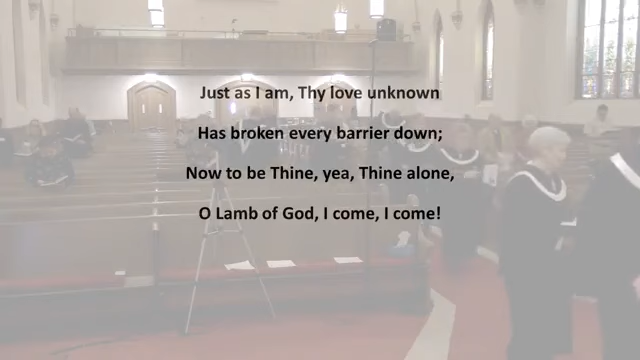 Just as I am, Thy love unknown
Has broken every barrier down;
Now to be Thine, yea, Thine alone,
O Lamb of God, I come, I come!